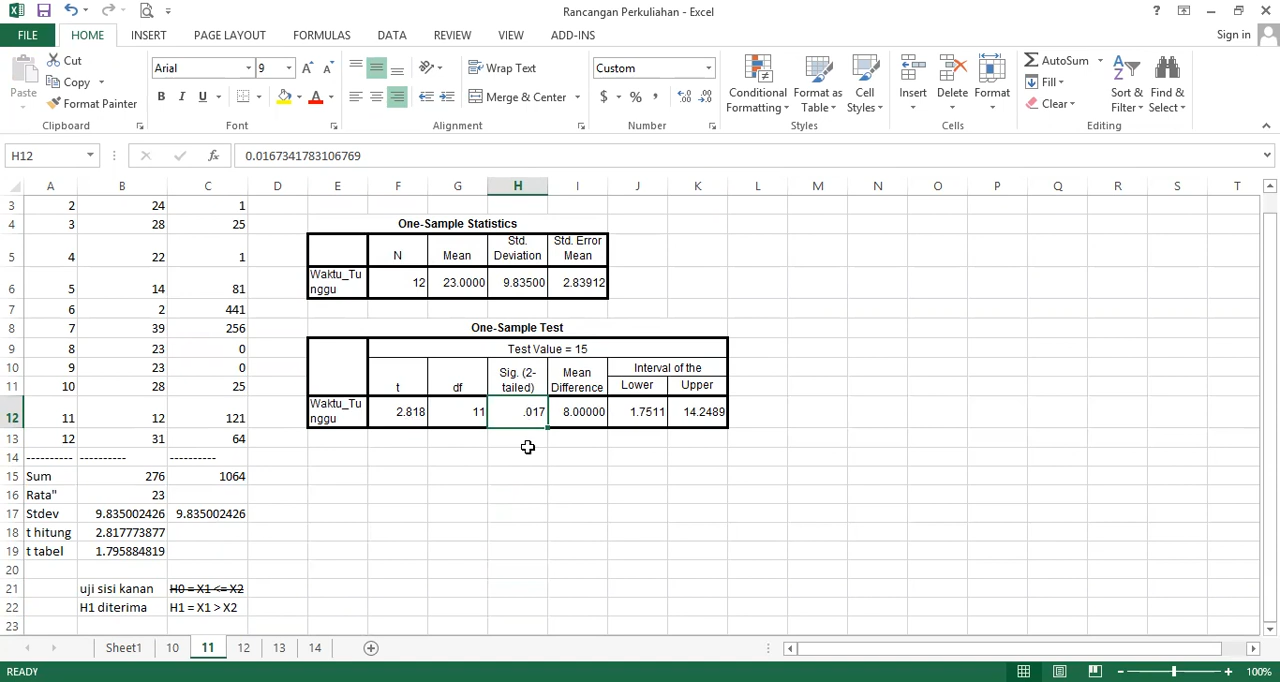 Rancangan Perkuliahan - Excel
FILE HOME INSERT PAGE LAYOUT FORMULAS DATA REVIEW VIEW ADD-INS Sign in
Paste
Cut
Copy
Format Painter
Clipboard
Arial 9
B I U
Font
Wrap Text
Merge & Center
Alignment
Custom
$ % ,
Number
Conditional Formatting
Format as Table
Cell Styles
Styles
Insert
Delete
Format
Cells
AutoSum
Fill
Clear
Sort & Filter
Find & Select
Editing
H12 fx 0.0167341783106769
A B C D E F G H I J K L M N O P Q R S T
3 2 24 1
4 3 28 25 One-Sample Statistics
5 4 22 1 N Mean Std. Deviation Std. Error Mean
6 5 14 81 Waktu_Tu nggu 12 23.0000 9.83500 2.83912
7 6 2 441
8 7 39 256 One-Sample Test
9 8 23 0 Test Value = 15
10 9 23 0 t df Sig. (2-tailed) Mean Difference Interval of the
11 10 28 25 Lower Upper
12 11 12 121 Waktu_Tu nggu 2.818 11 .017 8.00000 1.7511 14.2489
13 12 31 64
14 ---------- ---------- ----------
15 Sum 276 1064
16 Rata" 23
17 Stdev 9.835002426 9.835002426
18 t hitung 2.817773877
19 t tabel 1.795884819
20
21 uji sisi kanan H0 = X1 <= X2
22 H1 diterima H1 = X1 > X2
23
Sheet1 10 11 12 13 14
READY 100%